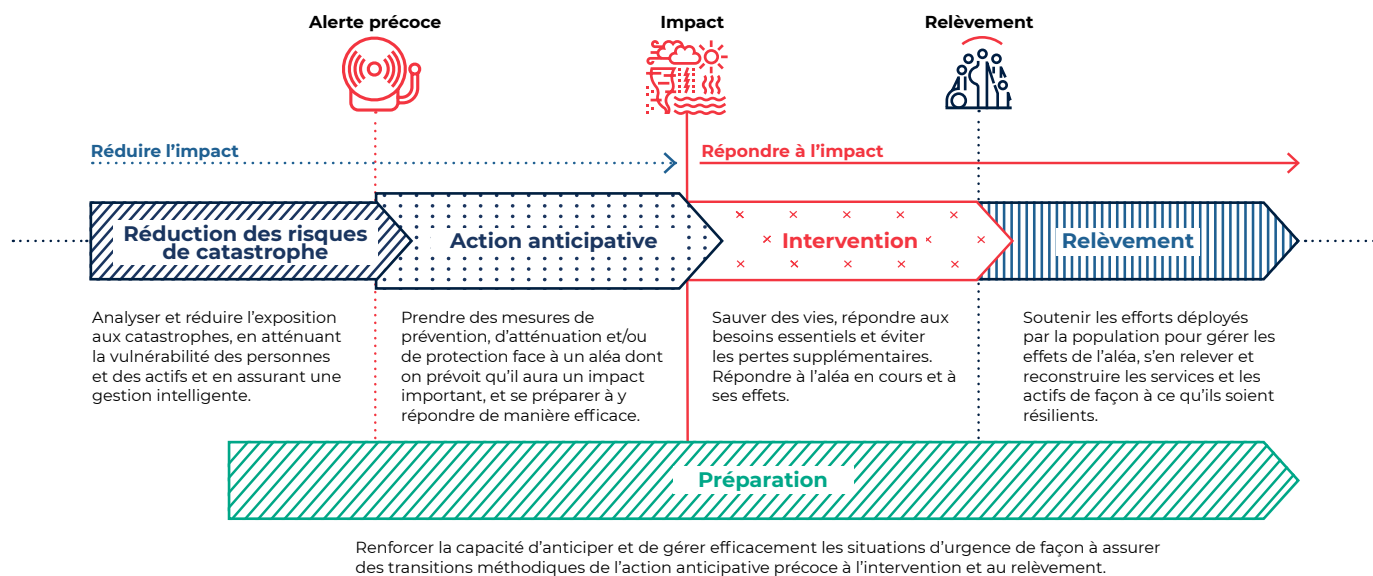 Alerte précoce
Impact
Relèvement
Réduire l’impact
Répondre à l’impact
Réduction des risques
de catastrophe
Action anticipative
Intervention
Relèvement
Analyser et réduire l’exposition
aux catastrophes, en atténuant
la vulnérabilité des personnes
et des actifs et en assurant une
gestion intelligente.
Prendre des mesures de
prévention, d’atténuation et/ou
de protection face à un aléa dont
on prévoit qu’il aura un impact
important, et se préparer à y
répondre de manière efficace.
Sauver des vies, répondre aux
besoins essentiels et éviter
les pertes supplémentaires.
Répondre à l’aléa en cours et à
ses effets.
Soutenir les efforts déployés
par la population pour gérer les
effets de l’aléa, s’en relever et
reconstruire les services et les
actifs de façon à ce qu’ils soient
résilients.
Préparation
Renforcer la capacité d’anticiper et de gérer efficacement les situations d’urgence de façon à assurer
des transitions méthodiques de l’action anticipative précoce à l’intervention et au relèvement.